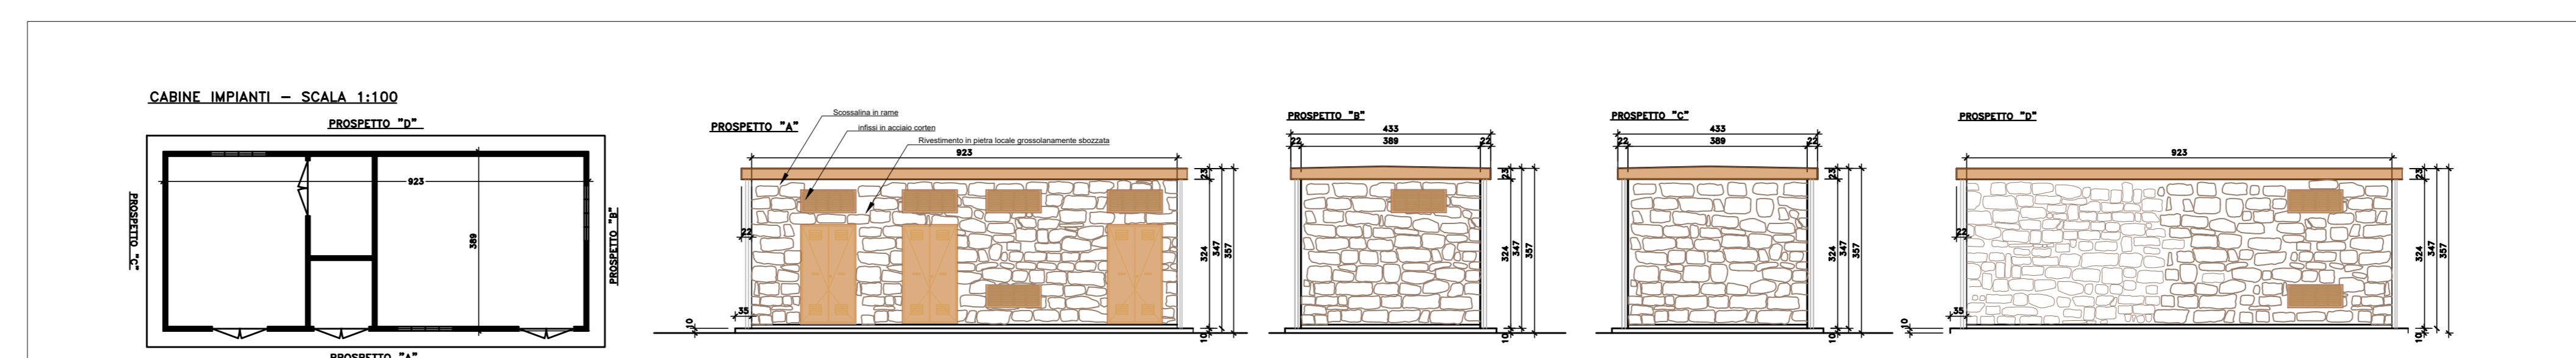 CABINE IMPIANTI - SCALA 1:100
PROSPETTO "D"
923
389
PROSPETTO "C"
PROSPETTO "B"
PROSPETTO "A"
PROSPETTO "A"
Scossalina in rame
infissi in acciaio corten
Rivestimento in pietra locale grossolanamente sbozzata
923
22
35
10
23
324
347
357
10
PROSPETTO "B"
433
22 389 22
23
324
347
357
10
PROSPETTO "C"
433
22 389 22
23
324
347
357
10
PROSPETTO "D"
923
22
35
10
23
324
347
357
10